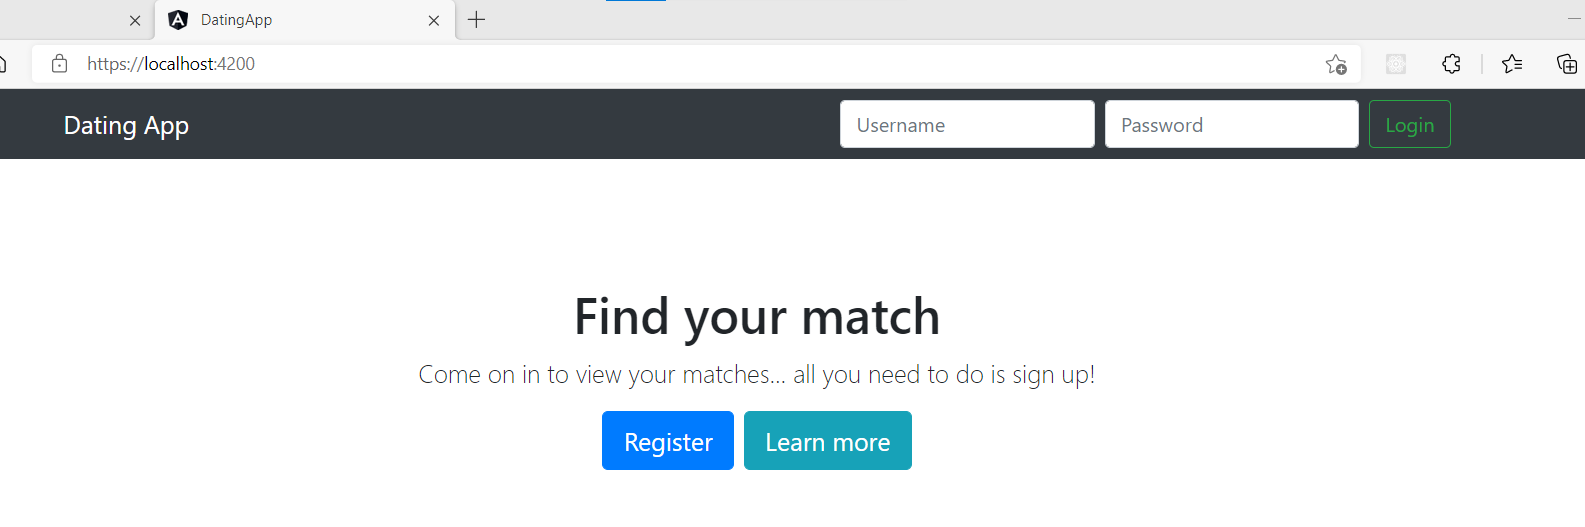 DatingApp
https://localhost:4200
Dating App
Username
Password
Login
Find your match
Come on in to view your matches... all you need to do is sign up!
Register
Learn more